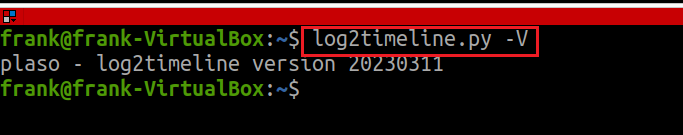 frank@frank-VirtualBox:~$ log2timeline.py -V
plaso - log2timeline version 20230311
frank@frank-VirtualBox:~$